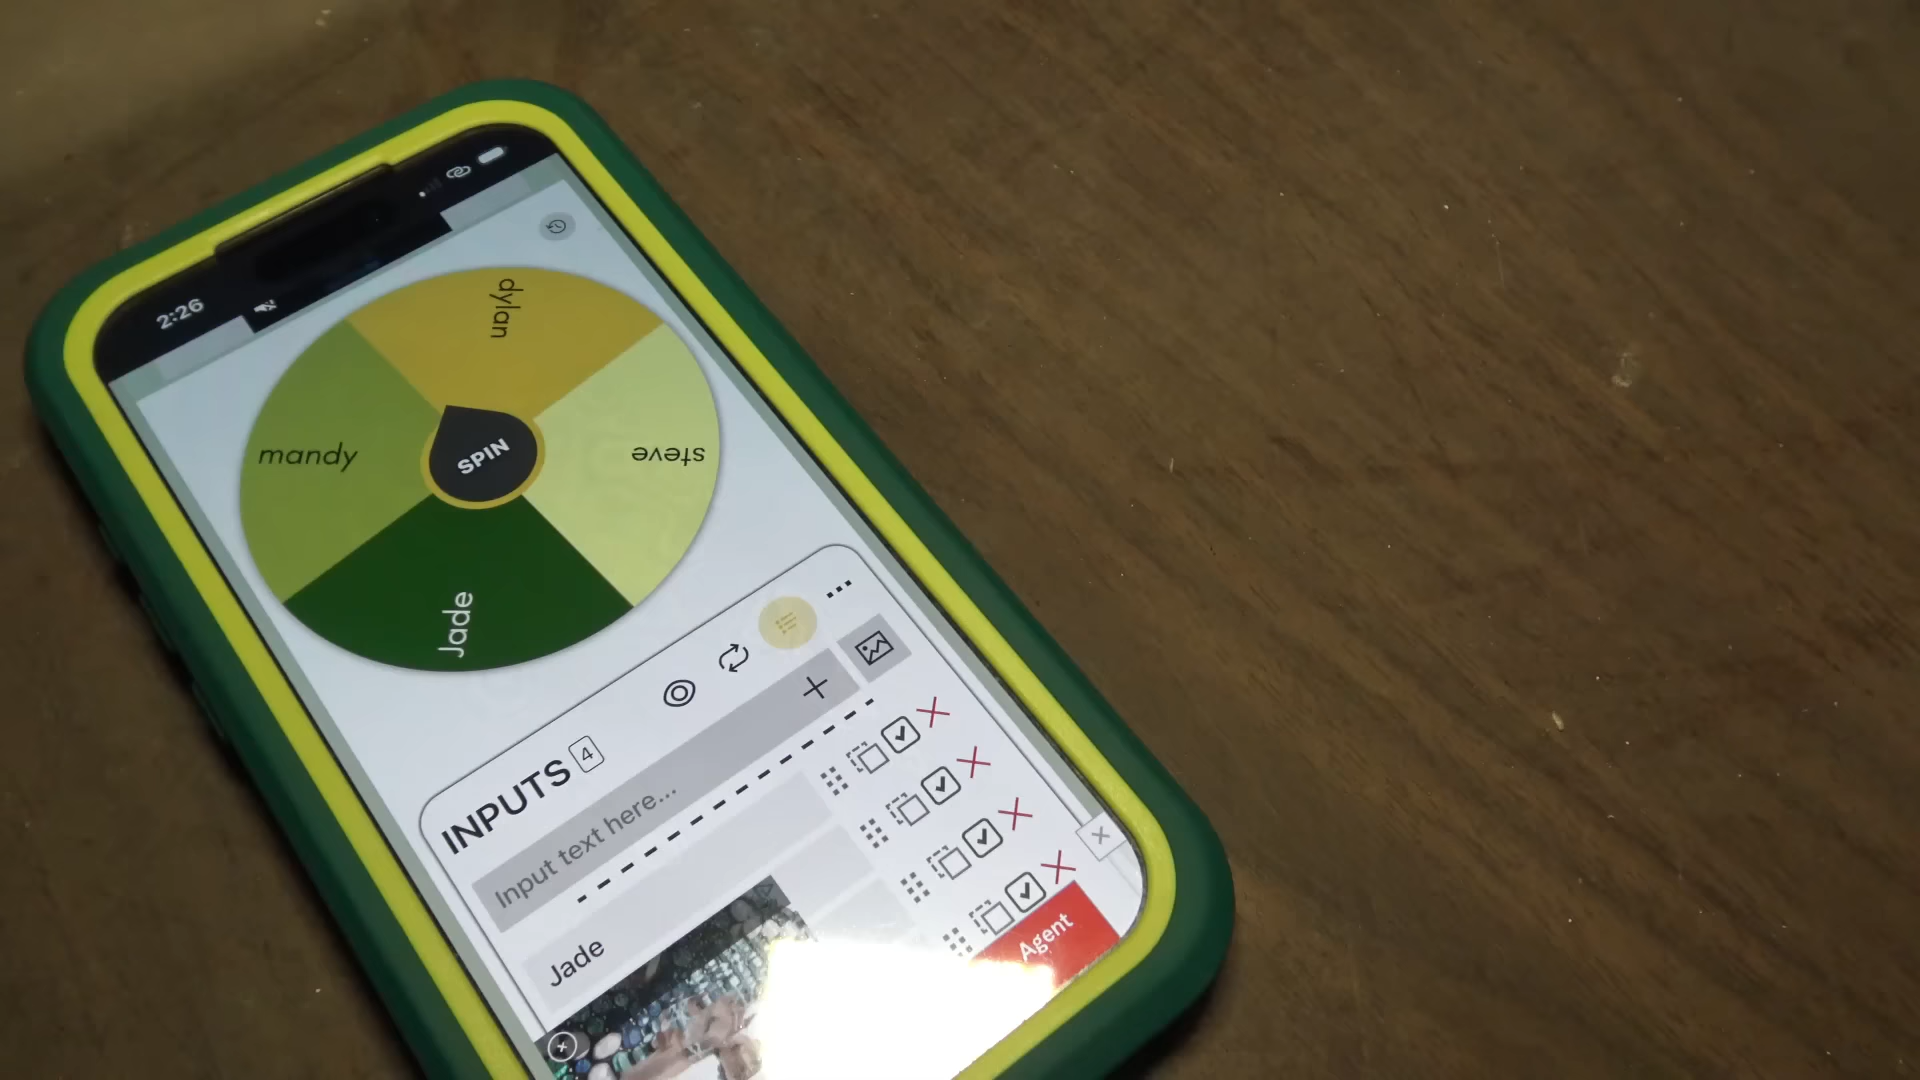 2:26
dylan
mandy
SPIN
steve
Jade
INPUTS 4
Input text here...
Jade
Agent